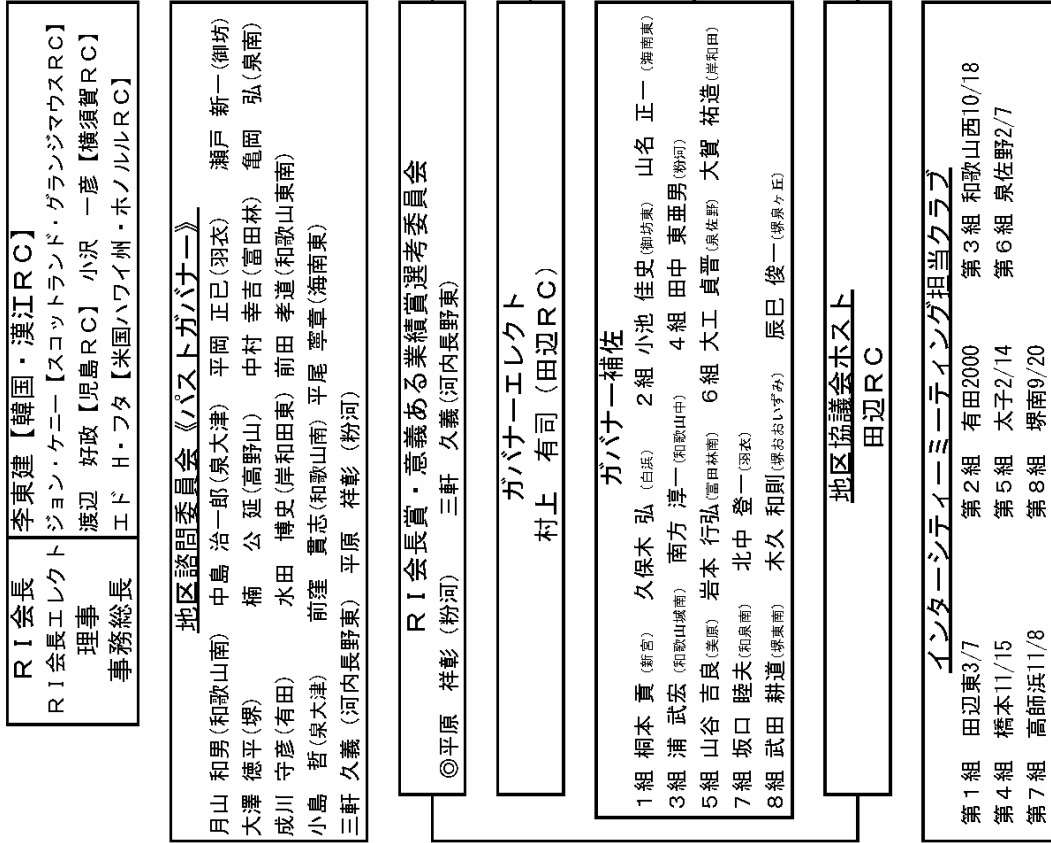 ＲＩ会長 李東建【韓国・漢江ＲＣ】
ＲＩ会長エレクト ジョン・ケニー【スコットランド・グランジマウスＲＣ】
理事 渡辺 好政【児島ＲＣ】 小沢 一彦【横須賀ＲＣ】
事務総長 エド H・フタ【米国ハワイ州・ホノルルＲＣ】
地区諮問委員会《パストガバナー》
月山 和男(和歌山南) 中島 治一郎(泉大津) 平岡 正巳(羽衣) 瀬戸 新一(御坊)
大澤 徳平(堺) 楠 公 延(高野山) 中村 幸吉(富田林) 亀岡 弘(泉南)
成川 守彦(有田) 水田 博史(岸和田東) 前田 孝道(和歌山東南)
小島 哲(泉大津) 前窪 貫志(和歌山南) 平尾 寧章(海南東)
三軒 久義(河内長野東) 平原 祥彰(粉河)
ＲＩ会長賞・意義ある業績賞選考委員会
◎平原 祥彰(粉河) 三軒 久義(河内長野東)
ガバナーエレクト
村上 有司(田辺ＲＣ)
ガバナー補佐
1組 桐本 貢(新宮) 久保木 弘(白浜) 2組 小池 佳史(御坊東) 山名 正一(海南東)
3組 浦 武宏(和歌山城南) 南方 淳一(和歌山中) 4組 田中 東亜男(粉河)
5組 山谷 吉良(美原) 岩本 行弘(富田林南) 6組 大工 貞晋(泉佐野) 大賀 祐造(岸和田)
7組 坂口 睦夫(和泉南) 北中 登一(羽衣)
8組 武田 耕道(堺東南) 木久 和則(堺おおいずみ) 辰巳 俊一(堺泉ヶ丘)
地区協議会ホスト
田辺ＲＣ
インターシティーミーティング担当クラブ
第1組 田辺東3/7 第2組 有田2000 第3組 和歌山西10/18
第4組 橋本11/15 第5組 太子2/14 第6組 泉佐野2/7
第7組 高師浜11/8 第8組 堺南9/20